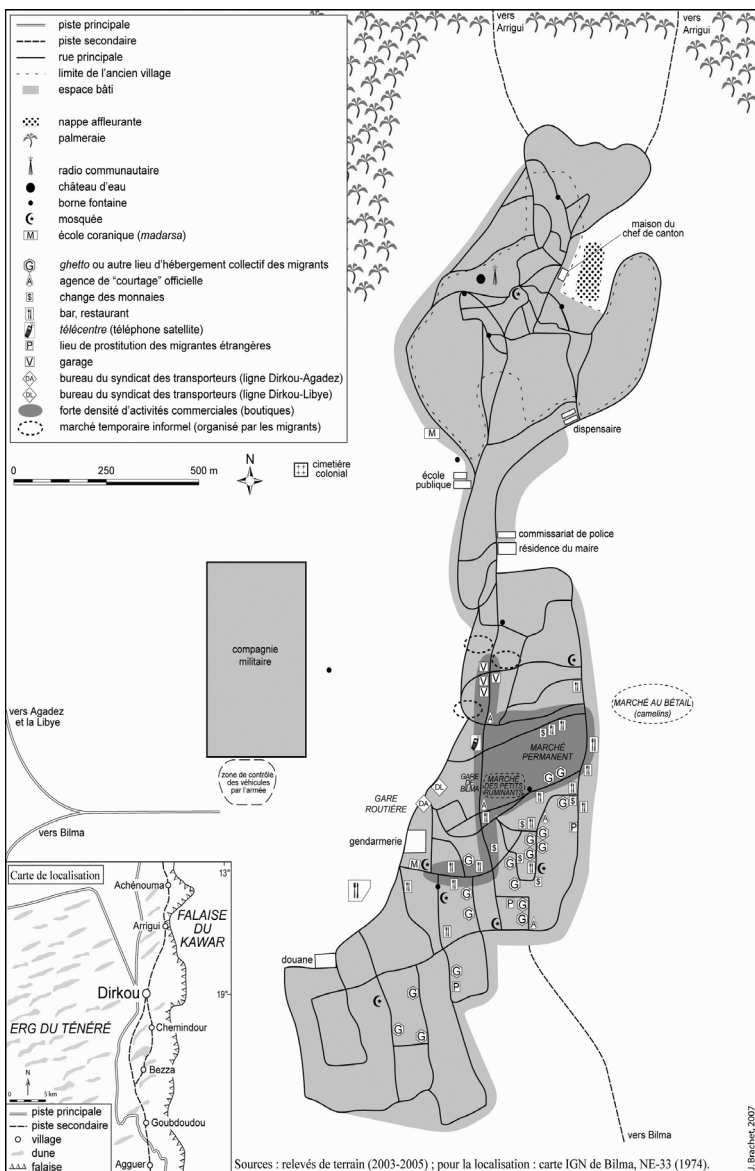 piste principale
piste secondaire
rue principale
limite de l'ancien village
espace bâti
nappe affleurante
palmeraie
radio communautaire
château d'eau
borne fontaine
mosquée
M école coranique (madarsa)
G ghetto ou autre lieu d'hébergement collectif des migrants
A agence de "courtage" officielle
$ change des monnaies
bar, restaurant
télécentre (téléphone satellite)
P lieu de prostitution des migrantes étrangères
V garage
DA bureau du syndicat des transporteurs (ligne Dirkou-Agadez)
DL bureau du syndicat des transporteurs (ligne Dirkou-Libye)
forte densité d'activités commerciales (boutiques)
marché temporaire informel (organisé par les migrants)
0 250 500 m
N
cimetière
colonial
vers
Arrigui
vers
Arrigui
maison du
chef de canton
dispensaire
M
école
publique
commissariat de police
résidence du maire
compagnie
militaire
zone de contrôle
des véhicules
par l'armée
vers Agadez
et la Libye
vers Bilma
V
V
V
V
A
MARCHÉ AU BÉTAIL
(camelins)
MARCHÉ
PERMANENT
MARCHÉ
DES PETITS
RUMINANTS
GARE
DE
BILMA
GARE
ROUTIÈRE
DL
DA
gendarmerie
M
douane
vers Bilma
Carte de localisation
13°
Achénouma
FALAISE
DU
KAWAR
Arrigui
Dirkou
19°
ERG DU TÉNÉRÉ
Chemindour
Bezza
N
0 5 km
Goubdoudou
Agguer
piste principale
piste secondaire
village
dune
falaise
Sources : relevés de terrain (2003-2005) ; pour la localisation : carte IGN de Bilma, NE-33 (1974).
J Brachet, 2007